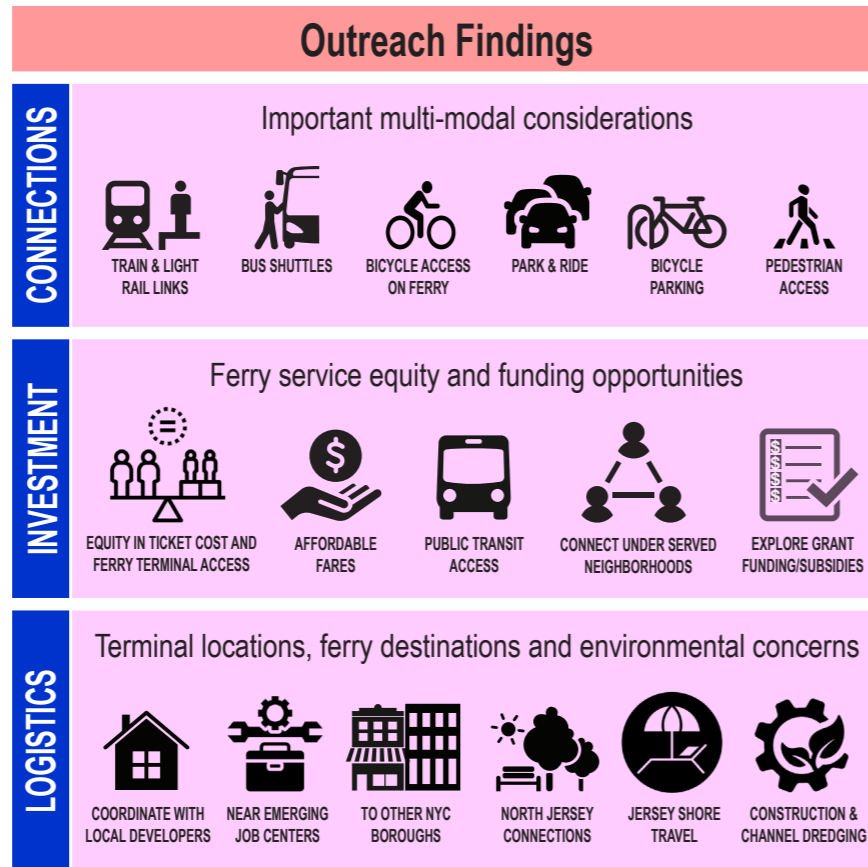 Outreach Findings
CONNECTIONS
Important multi-modal considerations
TRAIN & LIGHT
RAIL LINKS
BUS SHUTTLES
BICYCLE ACCESS
ON FERRY
PARK & RIDE
BICYCLE
PARKING
PEDESTRIAN
ACCESS
INVESTMENT
Ferry service equity and funding opportunities
=
$
$
$
$
$
EQUITY IN TICKET COST AND
FERRY TERMINAL ACCESS
AFFORDABLE
FARES
PUBLIC TRANSIT
ACCESS
CONNECT UNDER SERVED
NEIGHBORHOODS
EXPLORE GRANT
FUNDING/SUBSIDIES
LOGISTICS
Terminal locations, ferry destinations and environmental concerns
COORDINATE WITH
LOCAL DEVELOPERS
NEAR EMERGING
JOB CENTERS
TO OTHER NYC
BOROUGHS
NORTH JERSEY
CONNECTIONS
JERSEY SHORE
TRAVEL
CONSTRUCTION &
CHANNEL DREDGING